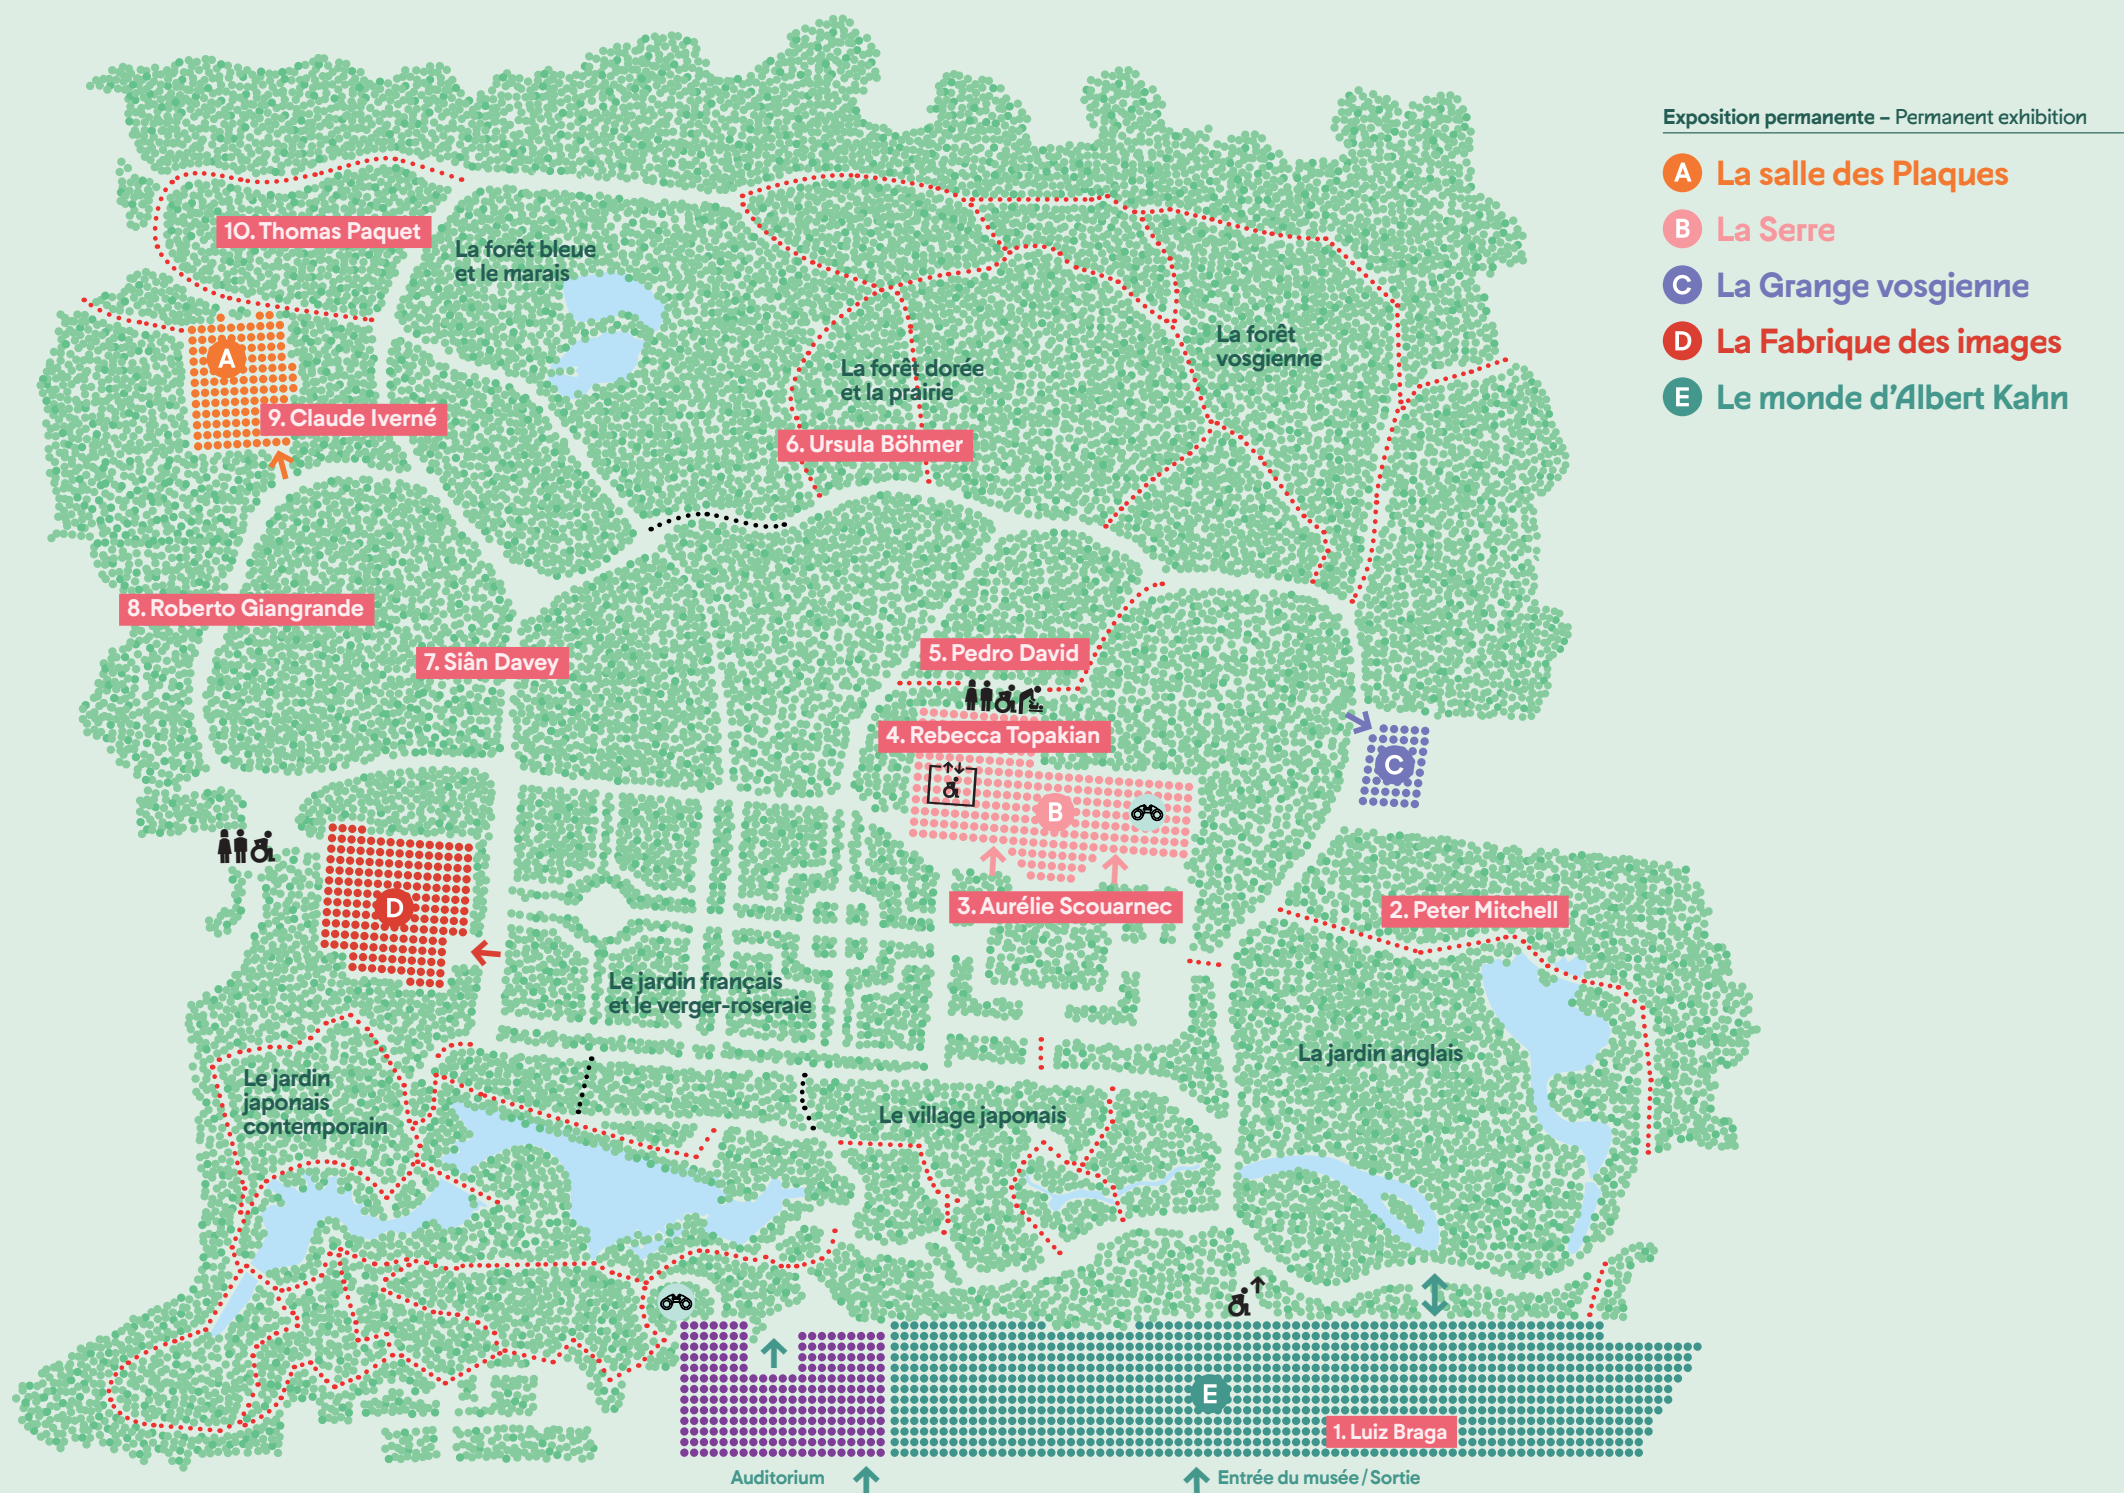 Exposition permanente – Permanent exhibition
A La salle des Plaques
B La Serre
C La Grange vosgienne
D La Fabrique des images
E Le monde d'Albert Kahn
10. Thomas Paquet
La forêt bleue
et le marais
A
9. Claude Iverné
La forêt
vosgienne
La forêt dorée
et la prairie
6. Ursula Böhmer
8. Roberto Giangrande
7. Siân Davey
5. Pedro David
4. Rebecca Topakian
C
B
D
3. Aurélie Scouarnec
2. Peter Mitchell
Le jardin français
et le verger-roseraie
La jardin anglais
Le jardin
japonais
contemporain
Le village japonais
E
1. Luiz Braga
Auditorium
Entrée du musée / Sortie